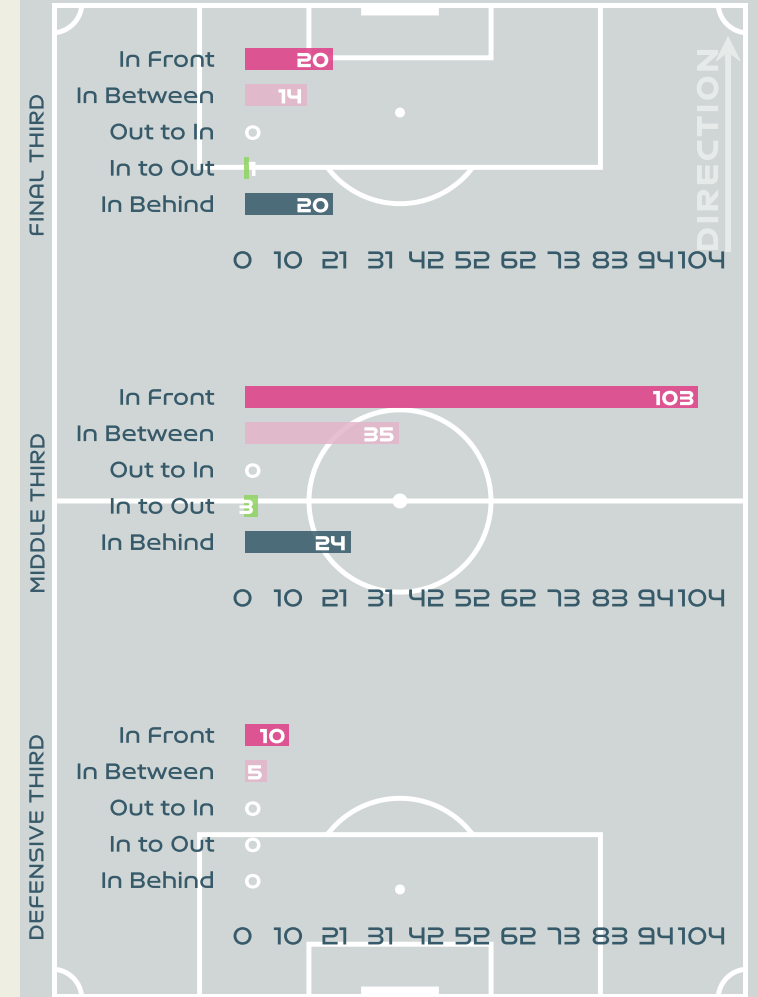 DIRECTION
FINAL THIRD
In Front 20
In Between 14
Out to In 0
In to Out 1
In Behind 20
0 10 21 31 42 52 62 73 83 94 104
MIDDLE THIRD
In Front 103
In Between 35
Out to In 0
In to Out 3
In Behind 24
0 10 21 31 42 52 62 73 83 94 104
DEFENSIVE THIRD
In Front 10
In Between 5
Out to In 0
In to Out 0
In Behind 0
0 10 21 31 42 52 62 73 83 94 104